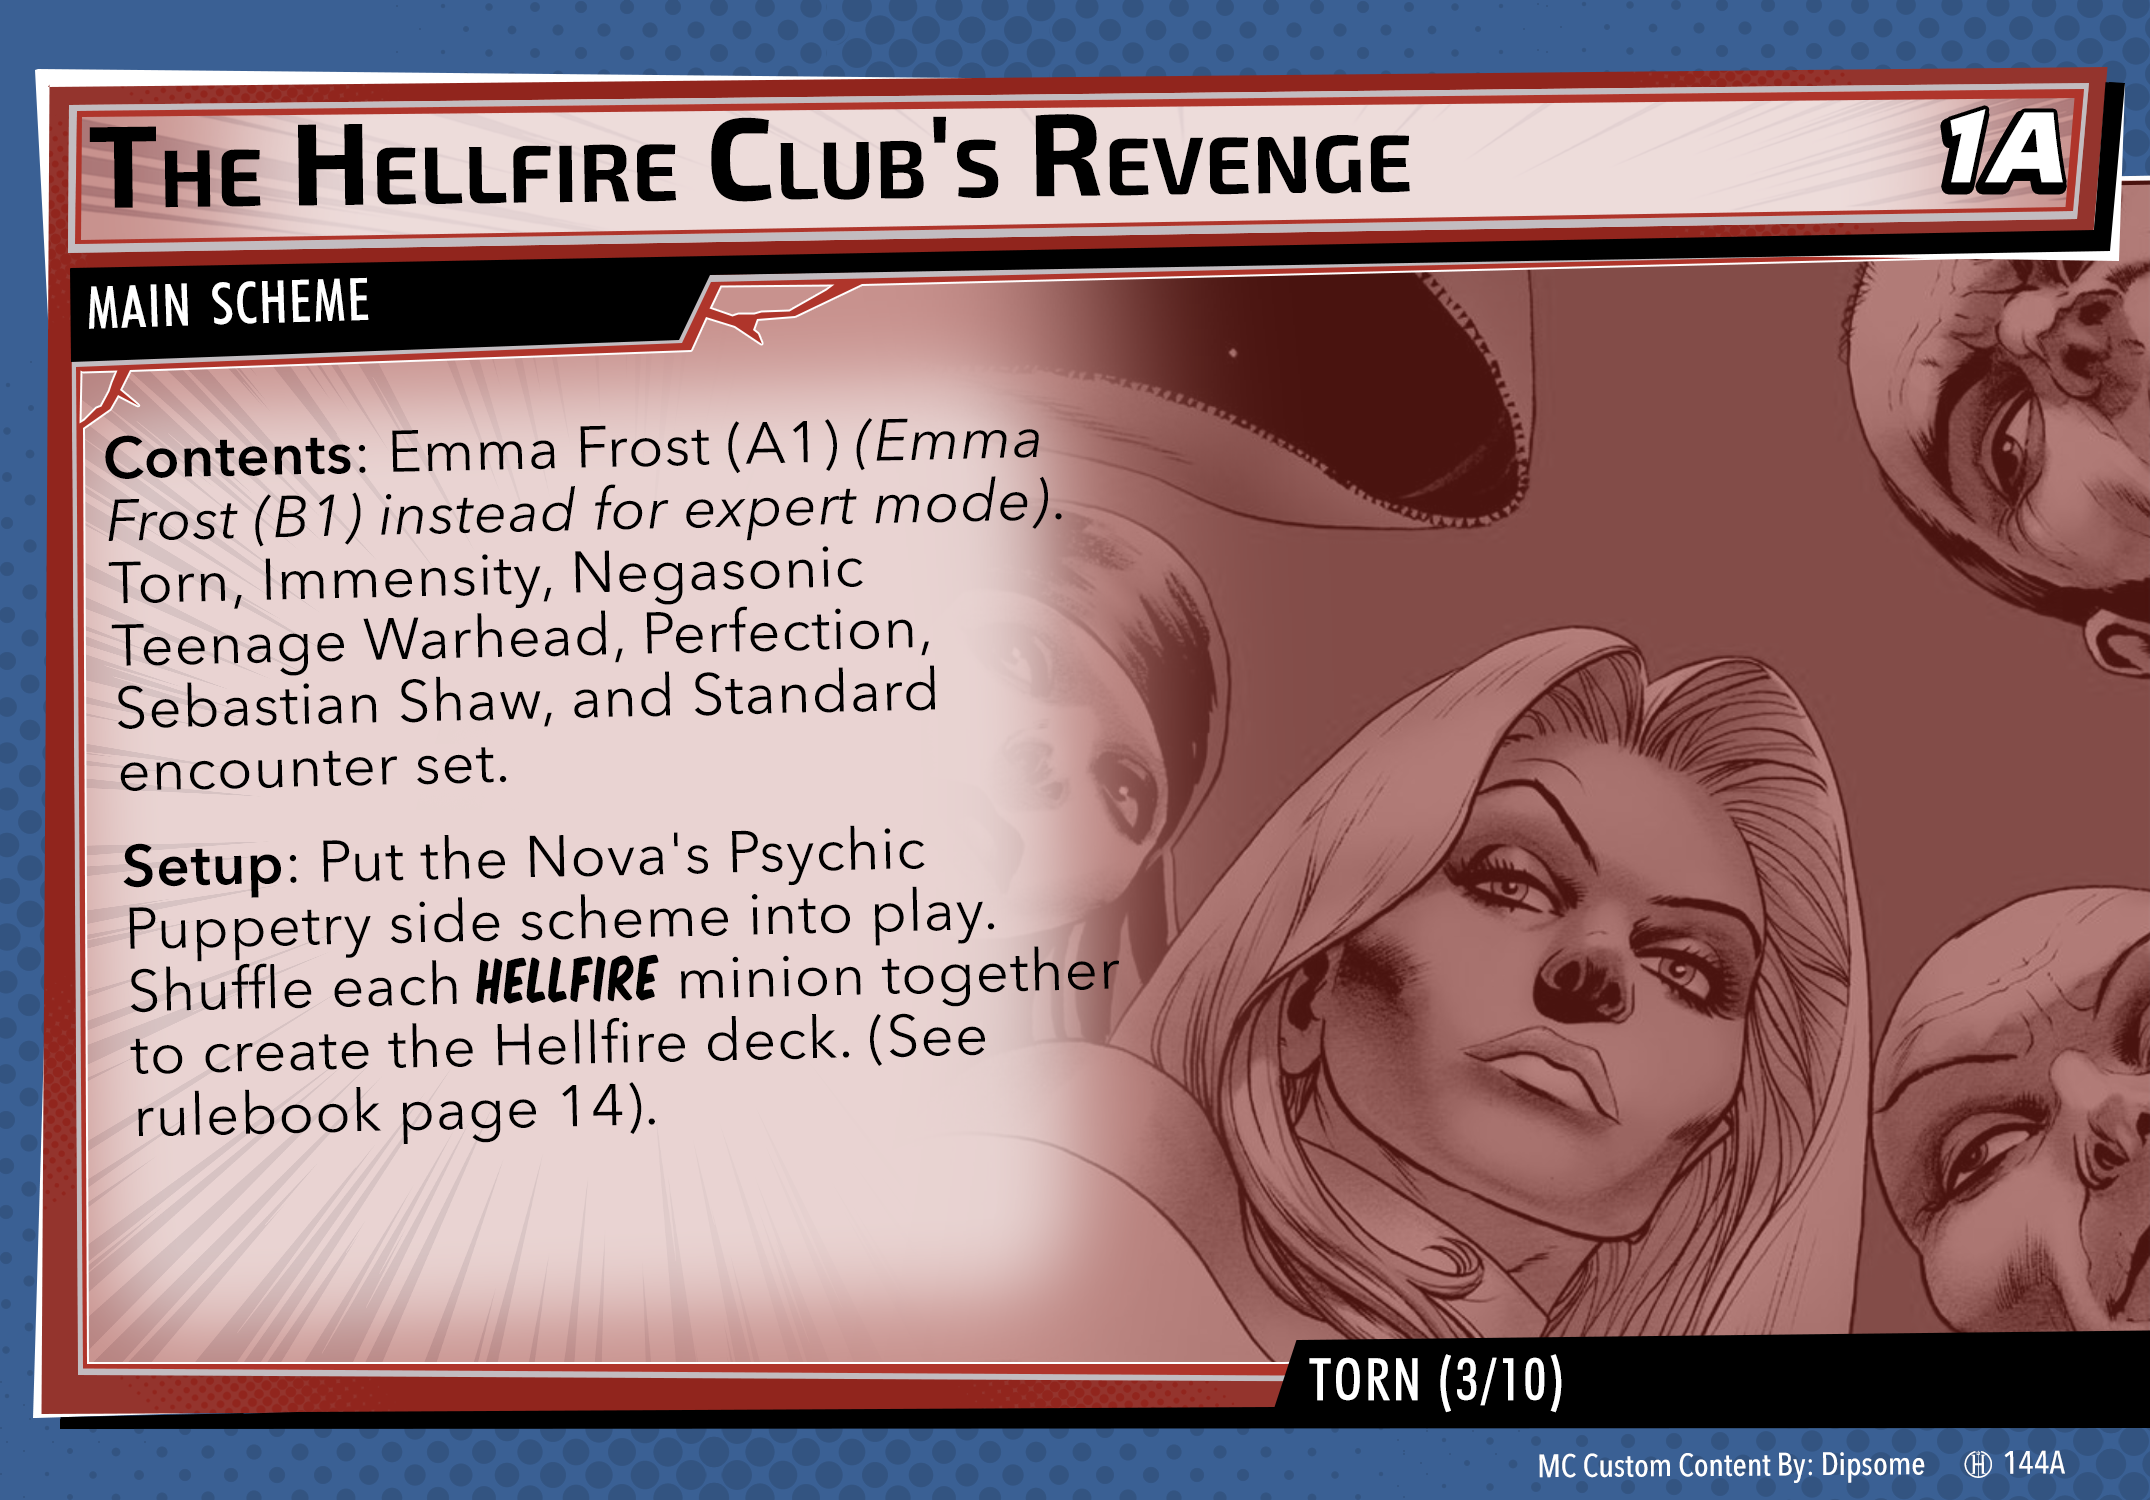 The Hellfire Club's Revenge
1A
MAIN SCHEME
Contents: Emma Frost (A1) (Emma
Frost (B1) instead for expert mode).
Torn, Immensity, Negasonic
Teenage Warhead, Perfection,
Sebastian Shaw, and Standard
encounter set.
Setup: Put the Nova's Psychic
Puppetry side scheme into play.
Shuffle each HELLFIRE minion together
to create the Hellfire deck. (See
rulebook page 14).
TORN (3/10)
MC Custom Content By: Dipsome
144A